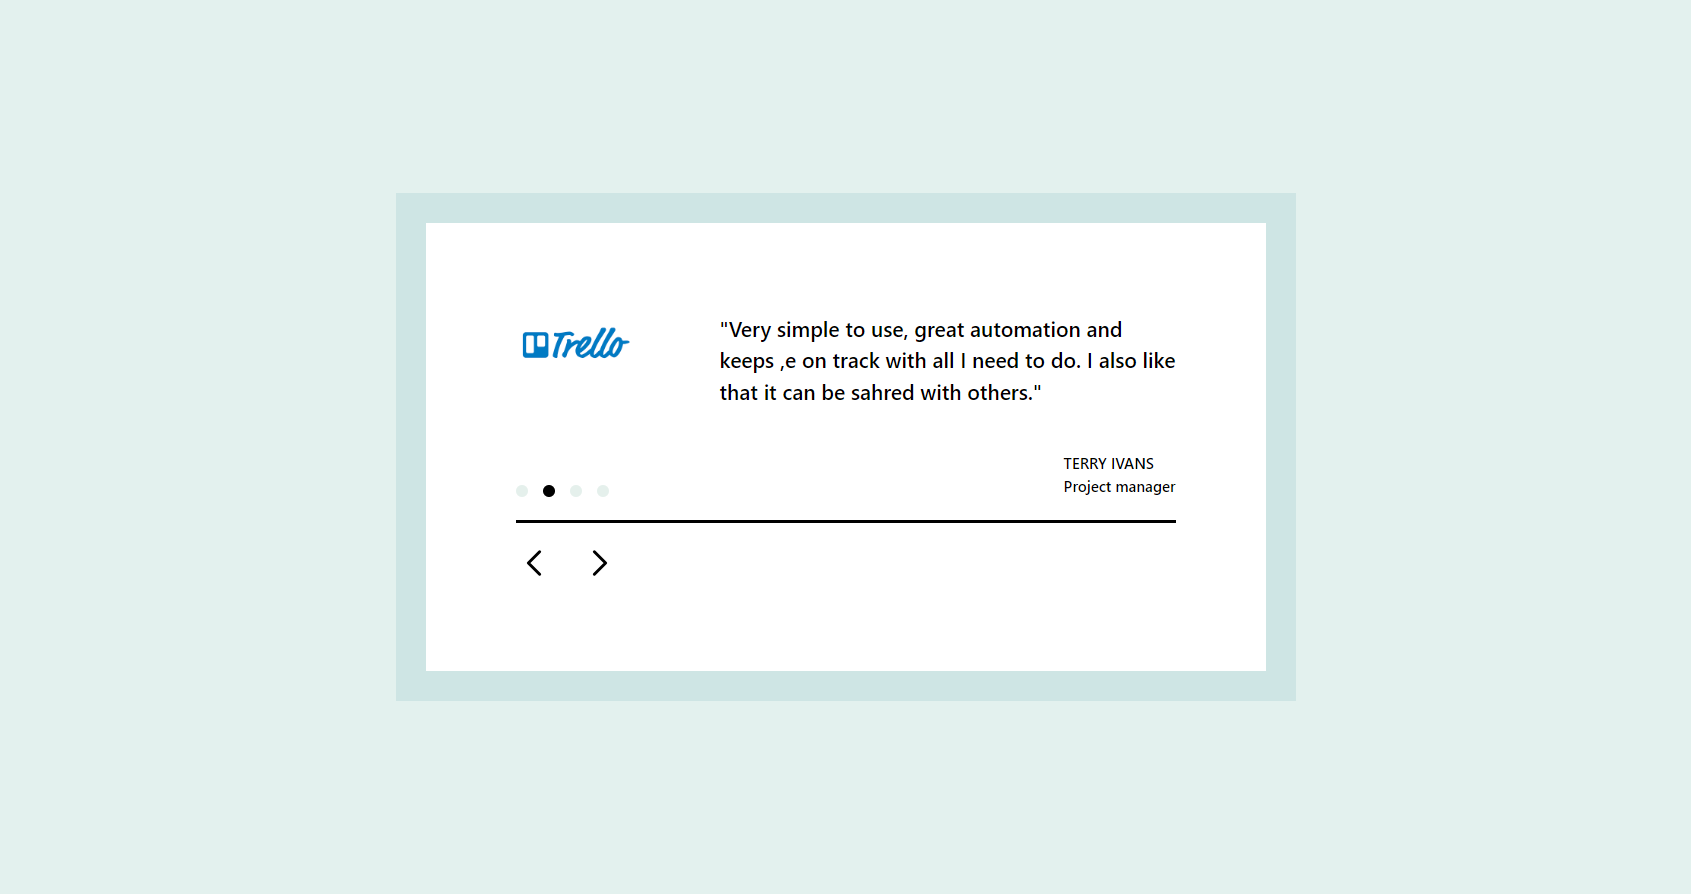 Trello
"Very simple to use, great automation and
keeps ,e on track with all I need to do. I also like
that it can be sahred with others."
TERRY IVANS
Project manager